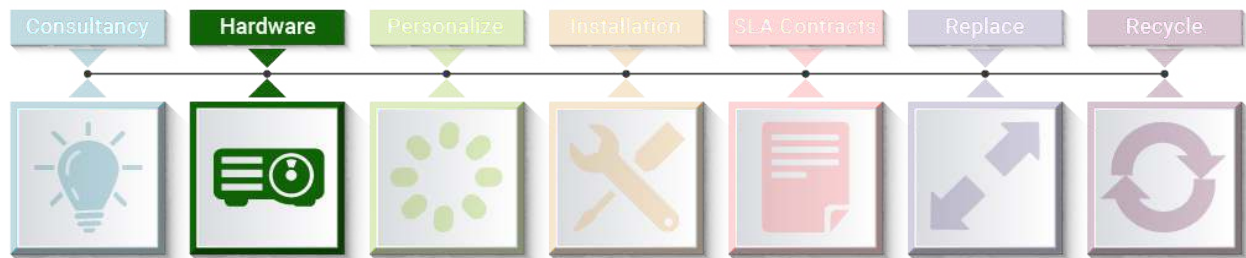 Consultancy
Hardware
Personalize
Installation
SLA Contracts
Replace
Recycle